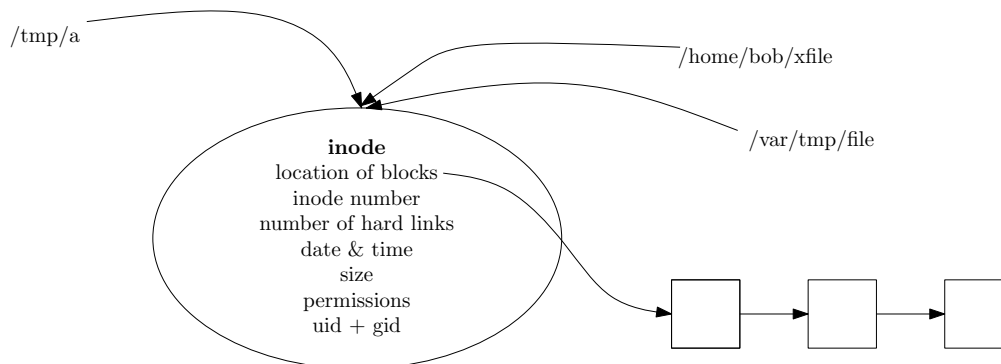 /tmp/a
/home/bob/xfile
/var/tmp/file
inode
location of blocks
inode number
number of hard links
date & time
size
permissions
uid + gid